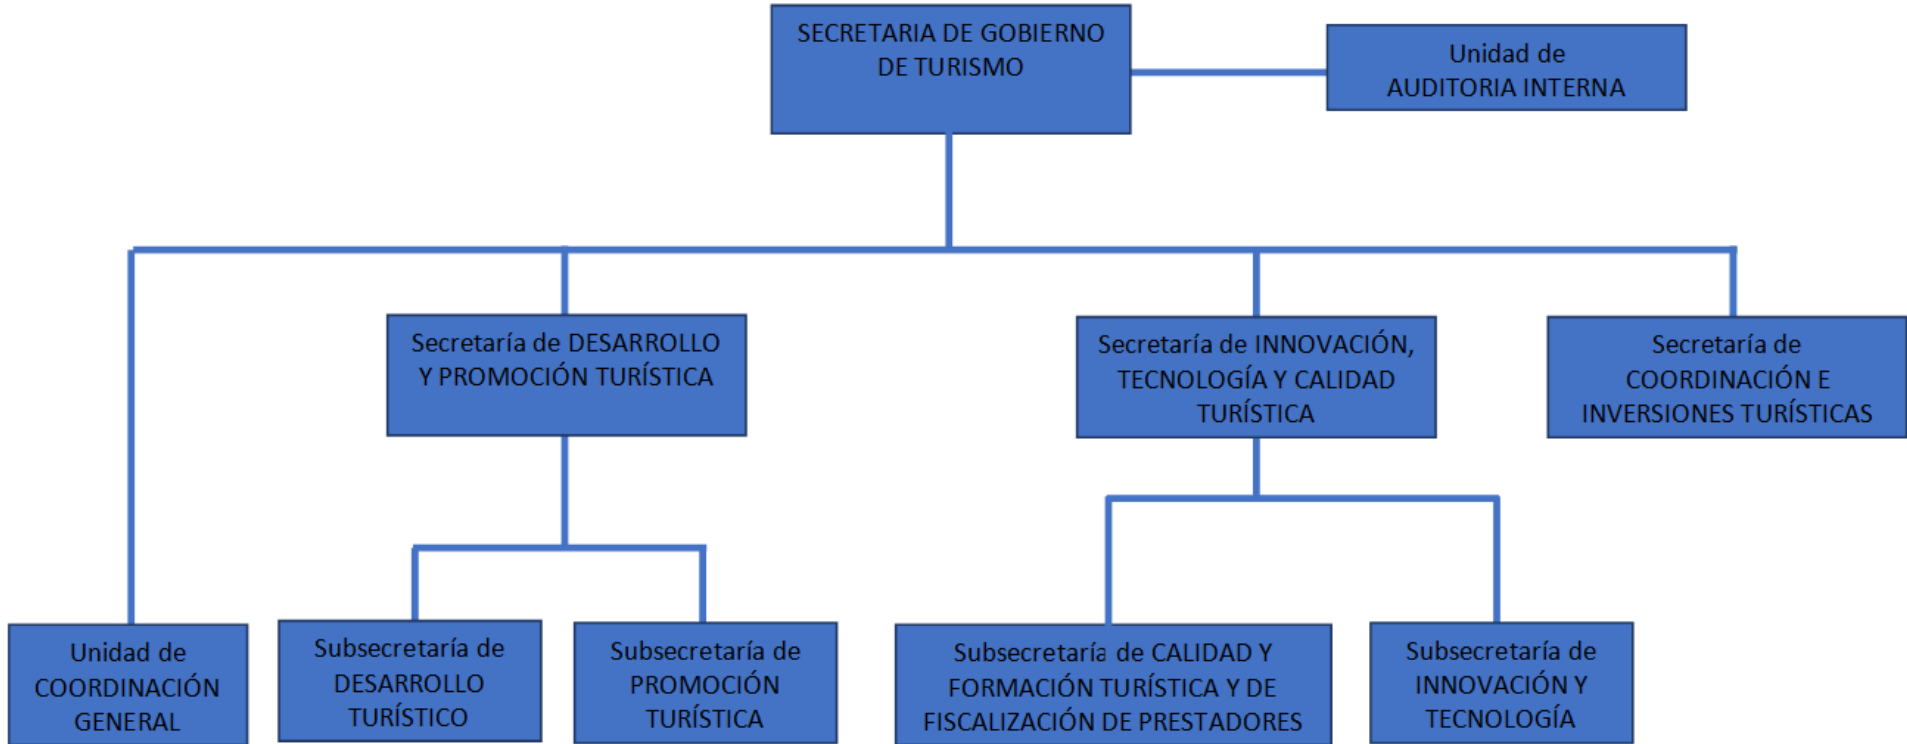 SECRETARIA DE GOBIERNO
DE TURISMO
Unidad de
AUDITORIA INTERNA
Secretaría de DESARROLLO
Y PROMOCIÓN TURÍSTICA
Secretaría de INNOVACIÓN,
TECNOLOGÍA Y CALIDAD
TURÍSTICA
Secretaría de
COORDINACIÓN E
INVERSIONES TURÍSTICAS
Unidad de
COORDINACIÓN
GENERAL
Subsecretaría de
DESARROLLO
TURÍSTICO
Subsecretaría de
PROMOCIÓN
TURÍSTICA
Subsecretaría de CALIDAD Y
FORMACIÓN TURÍSTICA Y DE
FISCALIZACIÓN DE PRESTADORES
Subsecretaría de
INNOVACIÓN Y
TECNOLOGÍA